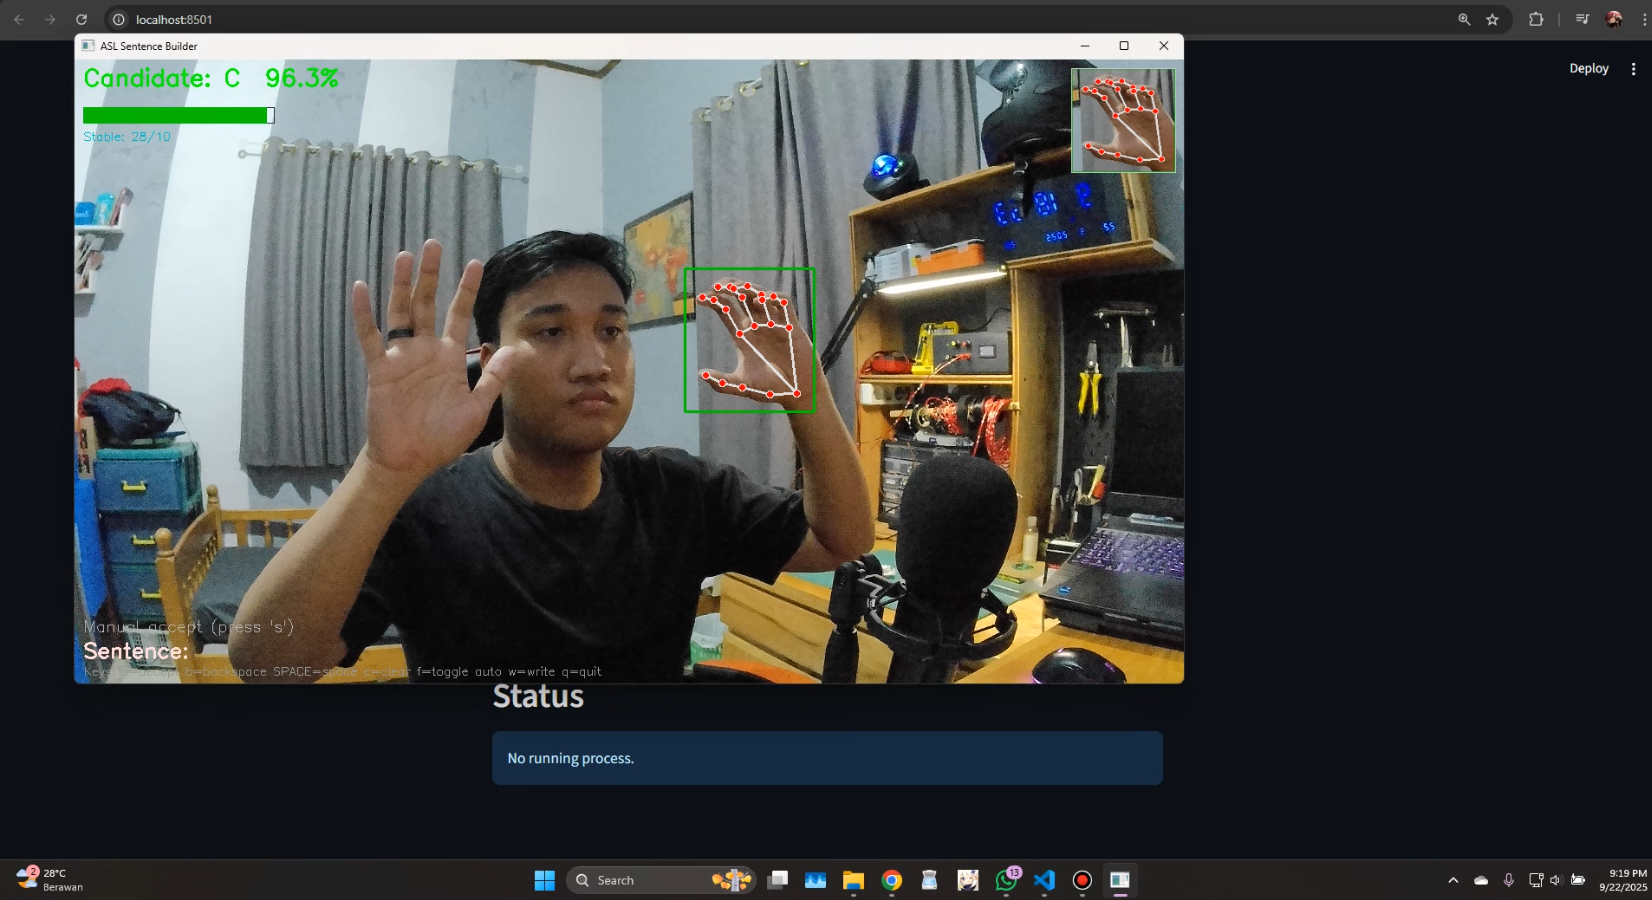 localhost:8501
ASL Sentence Builder
Deploy
Candidate: C 96.3%
Stable: 28/10
Manual accept (press 's')
Sentence:
Keys: s=accept b=backspace SPACE=space c=clear f=toggle auto w=write q=quit
Status
No running process.
2
28°C
Berawan
Search
13
9:19 PM
9/22/2025